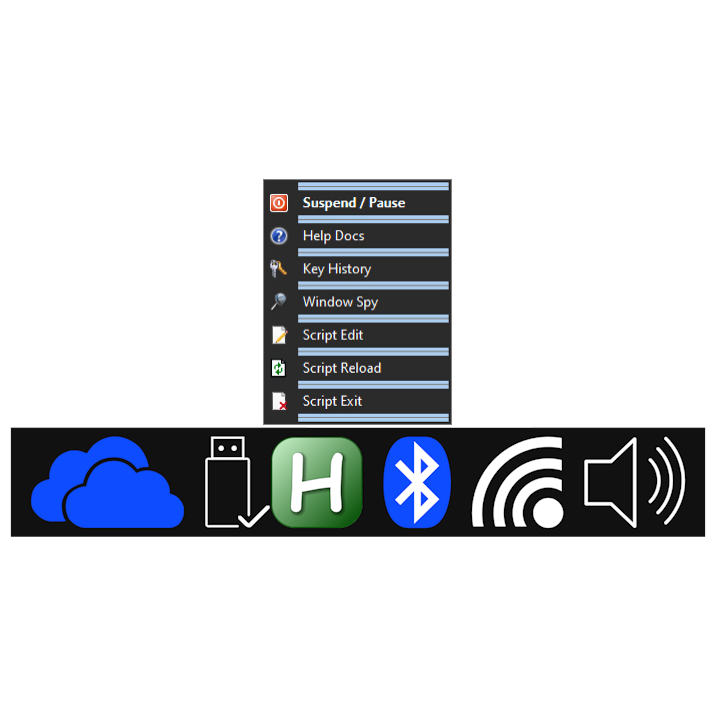 Suspend / Pause
Help Docs
Key History
Window Spy
Script Edit
Script Reload
Script Exit
H